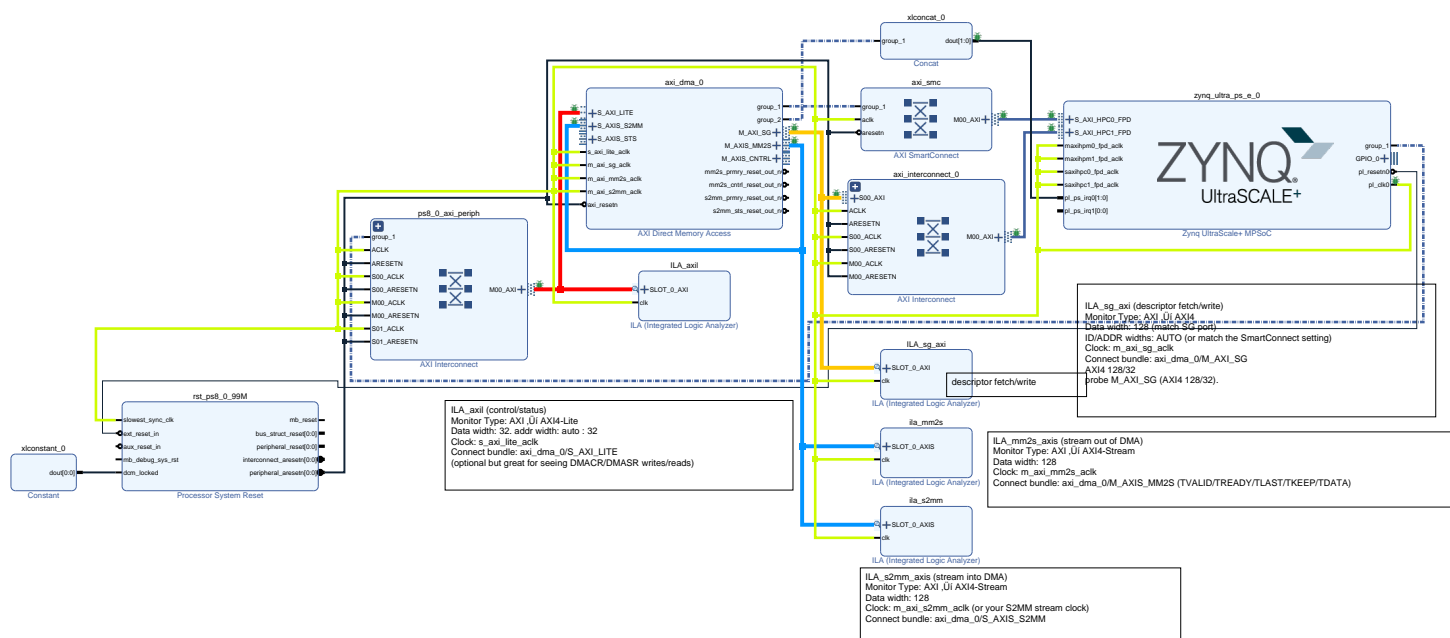 xlconcat_0
group_1
dout[1:0]
Concat
axi_dma_0
S_AXI_LITE
S_AXIS_S2MM
S_AXIS_STS
s_axi_lite_aclk
m_axi_sg_aclk
m_axi_mm2s_aclk
m_axi_s2mm_aclk
axi_resetn
group_1
group_2
M_AXI_SG
M_AXIS_MM2S
M_AXIS_CNTRL
mm2s_prmry_reset_out_n
mm2s_cntrl_reset_out_n
s2mm_prmry_reset_out_n
s2mm_sts_reset_out_n
AXI Direct Memory Access
axi_smc
group_1
aclk
aresetn
M00_AXI
AXI SmartConnect
zynq_ultra_ps_e_0
S_AXI_HPC0_FPD
S_AXI_HPC1_FPD
maxihpm0_fpd_aclk
maxihpm1_fpd_aclk
saxihpc0_fpd_aclk
saxihpc1_fpd_aclk
pl_ps_irq0[1:0]
pl_ps_irq1[0:0]
ZYNQ
UltraSCALE+
group_1
GPIO_0
pl_resetn0
pl_clk0
Zynq UltraScale+ MPSoC
axi_interconnect_0
S00_AXI
ACLK
ARESETN
S00_ACLK
S00_ARESETN
M00_ACLK
M00_ARESETN
M00_AXI
AXI Interconnect
ps8_0_axi_periph
group_1
ACLK
ARESETN
S00_ACLK
S00_ARESETN
M00_ACLK
M00_ARESETN
S01_ACLK
S01_ARESETN
M00_AXI
AXI Interconnect
ILA_axil
SLOT_0_AXI
clk
ILA (Integrated Logic Analyzer)
ILA_sg_axi (descriptor fetch/write)
Monitor Type: AXI ‚Üí AXI4
Data width: 128 (match SG port)
ID/ADDR widths: AUTO (or match the SmartConnect setting)
Clock: m_axi_sg_aclk
Connect bundle: axi_dma_0/M_AXI_SG
AXI4 128/32
probe M_AXI_SG (AXI4 128/32).
ILA_sg_axi
SLOT_0_AXI
clk
ILA (Integrated Logic Analyzer)
descriptor fetch/write
rst_ps8_0_99M
slowest_sync_clk
ext_reset_in
aux_reset_in
mb_debug_sys_rst
dcm_locked
mb_reset
bus_struct_reset[0:0]
peripheral_reset[0:0]
interconnect_aresetn[0:0]
peripheral_aresetn[0:0]
Processor System Reset
xlconstant_0
dout[0:0]
Constant
ILA_axil (control/status)
Monitor Type: AXI ‚Üí AXI4-Lite
Data width: 32. addr width: auto : 32
Clock: s_axi_lite_aclk
Connect bundle: axi_dma_0/S_AXI_LITE
(optional but great for seeing DMACR/DMASR writes/reads)
ila_mm2s
SLOT_0_AXIS
clk
ILA (Integrated Logic Analyzer)
ILA_mm2s_axis (stream out of DMA)
Monitor Type: AXI ‚Üí AXI4-Stream
Data width: 128
Clock: m_axi_mm2s_aclk
Connect bundle: axi_dma_0/M_AXIS_MM2S (TVALID/TREADY/TLAST/TKEEP/TDATA)
ila_s2mm
SLOT_0_AXIS
clk
ILA (Integrated Logic Analyzer)
ILA_s2mm_axis (stream into DMA)
Monitor Type: AXI ‚Üí AXI4-Stream
Data width: 128
Clock: m_axi_s2mm_aclk (or your S2MM stream clock)
Connect bundle: axi_dma_0/S_AXIS_S2MM